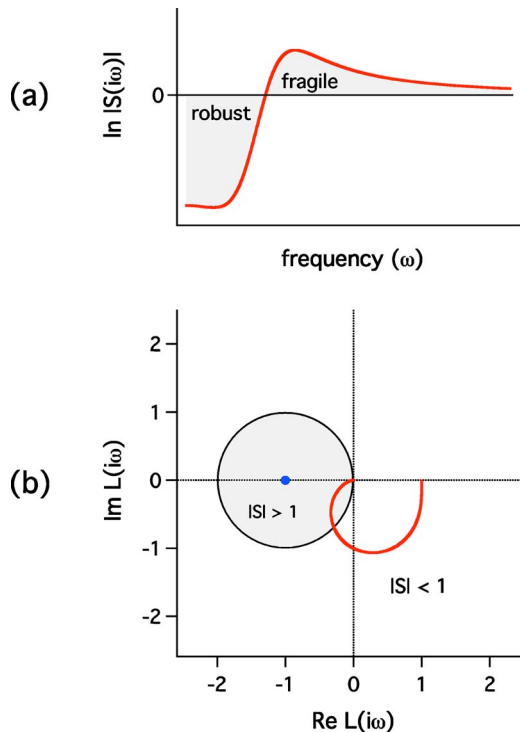 (a)
ln |S(iω)|
0
robust
fragile
frequency (ω)
(b)
Im L(iω)
2
1
0
-1
-2
|S| > 1
|S| < 1
-2 -1 0 1 2
Re L(iω)